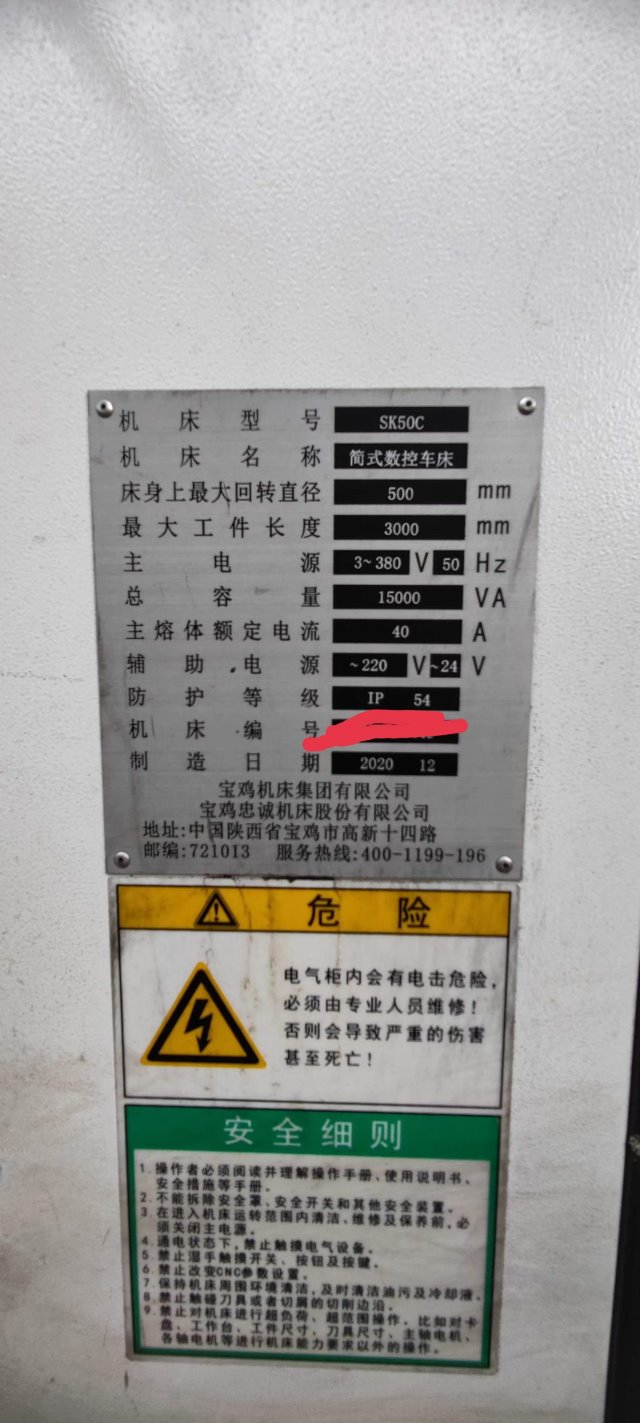 机床型号 SK50C
机床名称 简式数控车床
床身上最大回转直径 500 mm
最大工件长度 3000 mm
主电源 3~380 V 50 Hz
总容量 15000 VA
主熔体额定电流 40 A
辅助电源 ~220 V ~24 V
防护等级 IP 54
机床编号
制造日期 2020 12
宝鸡机床集团有限公司
宝鸡忠诚机床股份有限公司
地址:中国陕西省宝鸡市高新十四路
邮编:721013 服务热线:400-1199-196
危险
电气柜内会有电击危险,
必须由专业人员维修!
否则会导致严重的伤害
甚至死亡!
安全细则
1.操作者必须阅读并理解操作手册、使用说明书、
安全措施等手册。
2.不能拆除安全罩、安全开关和其他安全装置。
3.在进入机床运转范围内清洁、维修及保养前,必
须关闭主电源。
4.通电状态下,禁止触摸电气设备。
5.禁止湿手触摸开关、按钮及按键。
6.禁止改变CNC参数设置。
7.保持机床周围环境清洁,及时清洁油污及冷却液。
8.禁止触碰刀具或者切屑的切削边沿。
9.禁止对机床进行超负荷、超范围操作。比如对卡
盘、工作台、工件尺寸、刀具尺寸、主轴电机、
各轴电机等进行机床能力要求以外的操作。